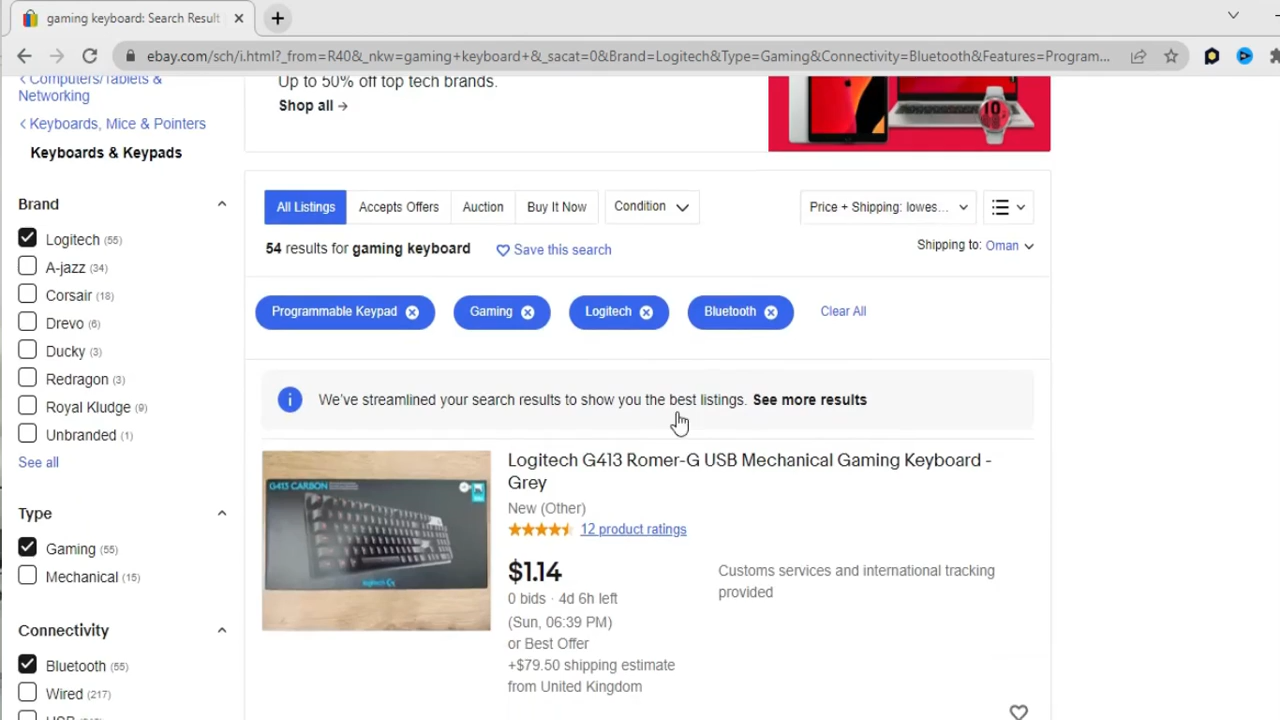 gaming keyboard: Search Result
ebay.com/sch/i.html?_from=R40&_nkw=gaming+keyboard+&_sacat=0&Brand=Logitech&Type=Gaming&Connectivity=Bluetooth&Features=Program...
Computers/Tablets &
Networking
Keyboards, Mice & Pointers
Keyboards & Keypads
Brand
Logitech (55)
A-jazz (34)
Corsair (18)
Drevo (6)
Ducky (3)
Redragon (3)
Royal Kludge (9)
Unbranded (1)
See all
Type
Gaming (55)
Mechanical (15)
Connectivity
Bluetooth (55)
Wired (217)
Up to 50% off top tech brands.
Shop all →
10
All Listings
Accepts Offers
Auction
Buy It Now
Condition
Price + Shipping: lowes...
54 results for gaming keyboard
Save this search
Shipping to: Oman
Programmable Keypad
Gaming
Logitech
Bluetooth
Clear All
We've streamlined your search results to show you the best listings. See more results
G413 CARBON
logitech G
Logitech G413 Romer-G USB Mechanical Gaming Keyboard -
Grey
New (Other)
12 product ratings
$1.14
0 bids · 4d 6h left
(Sun, 06:39 PM)
or Best Offer
+$79.50 shipping estimate
from United Kingdom
Customs services and international tracking
provided